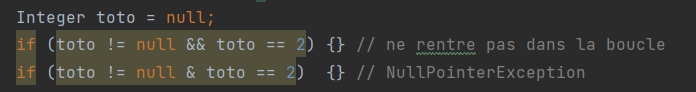 Integer toto = null;
if (toto != null && toto == 2) {} // ne rentre pas dans la boucle
if (toto != null & toto == 2)  {} // NullPointerException